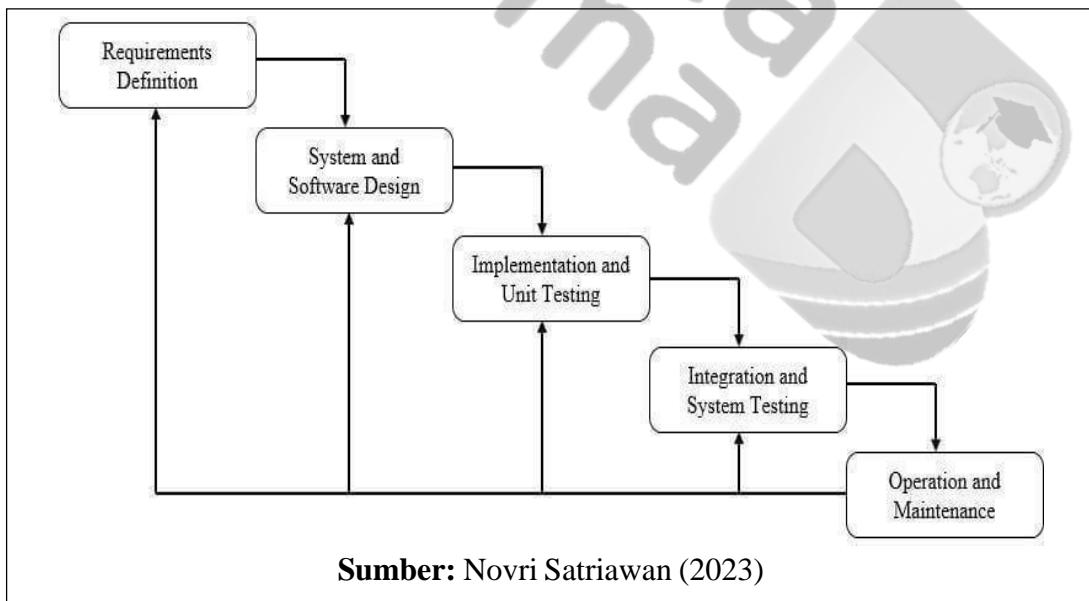 Requirements
Definition
System and
Software Design
Implementation and
Unit Testing
Integration and
System Testing
Operation and
Maintenance
Sumber: Novri Satriawan (2023)